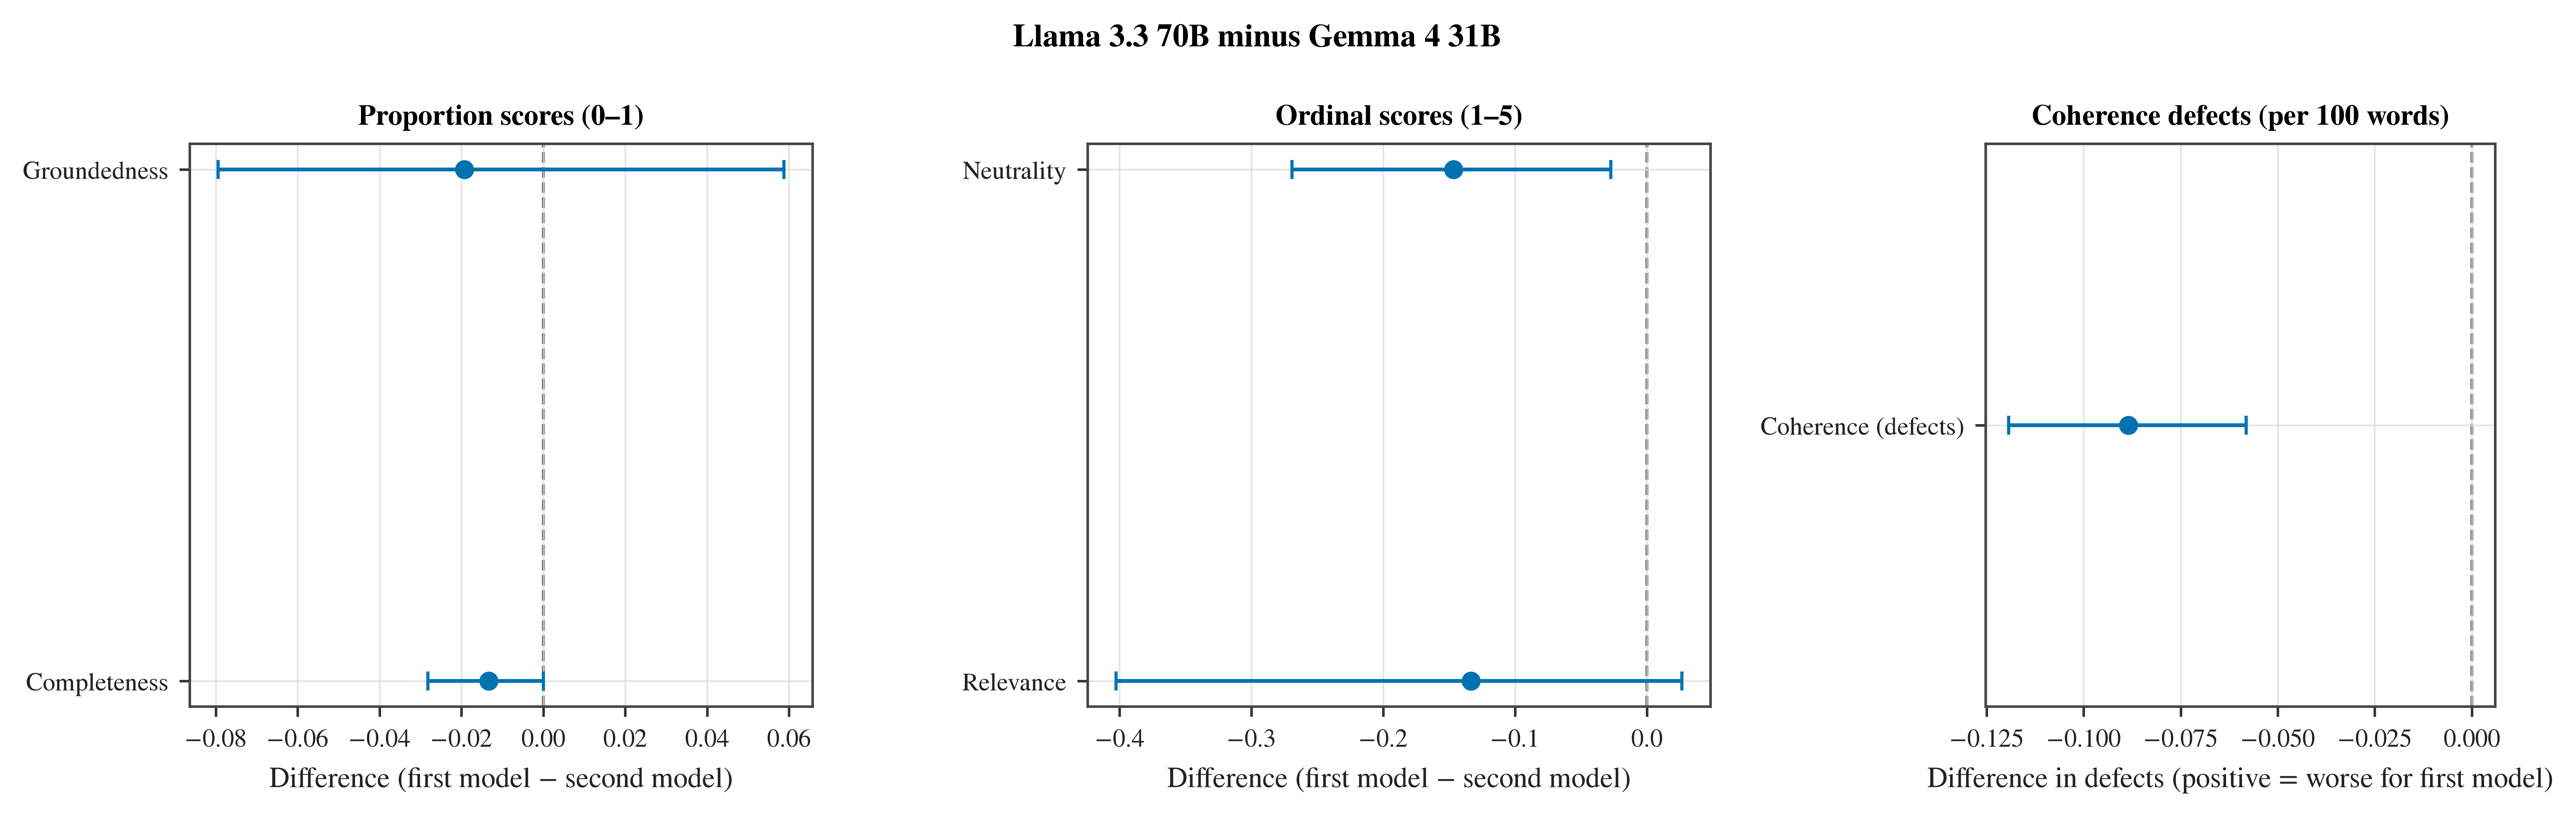 Llama 3.3 70B minus Gemma 4 31B
Proportion scores (0–1)
Groundedness
Completeness
−0.08 −0.06 −0.04 −0.02 0.00 0.02 0.04 0.06
Difference (first model − second model)
Ordinal scores (1–5)
Neutrality
Relevance
−0.4 −0.3 −0.2 −0.1 0.0
Difference (first model − second model)
Coherence defects (per 100 words)
Coherence (defects)
−0.125 −0.100 −0.075 −0.050 −0.025 0.000
Difference in defects (positive = worse for first model)